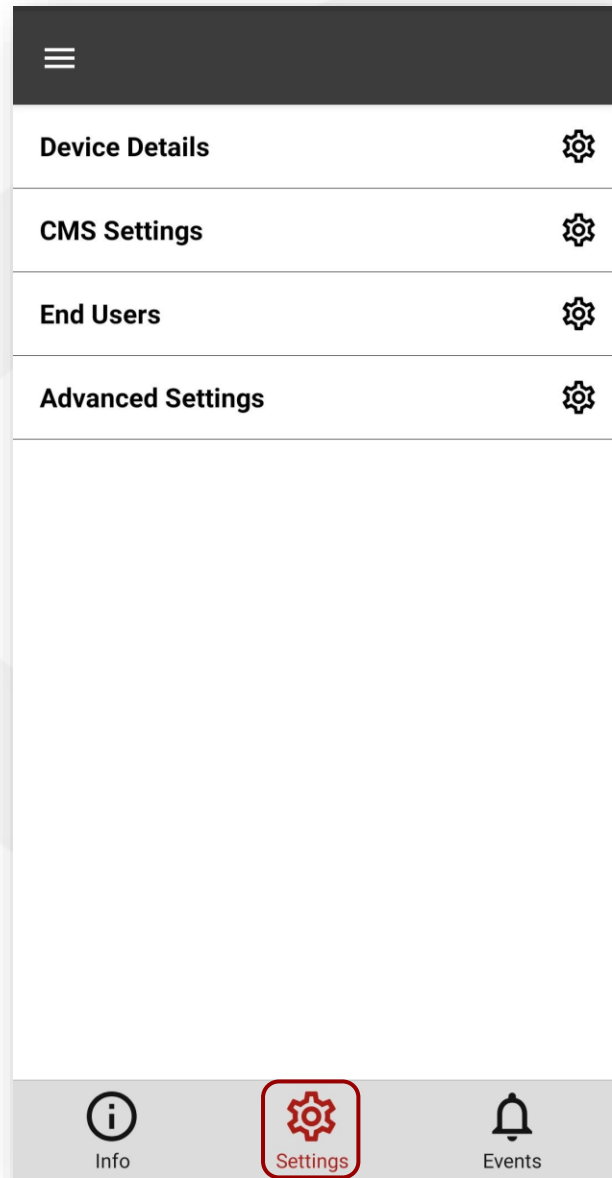 Device Details
CMS Settings
End Users
Advanced Settings
Info
Settings
Events